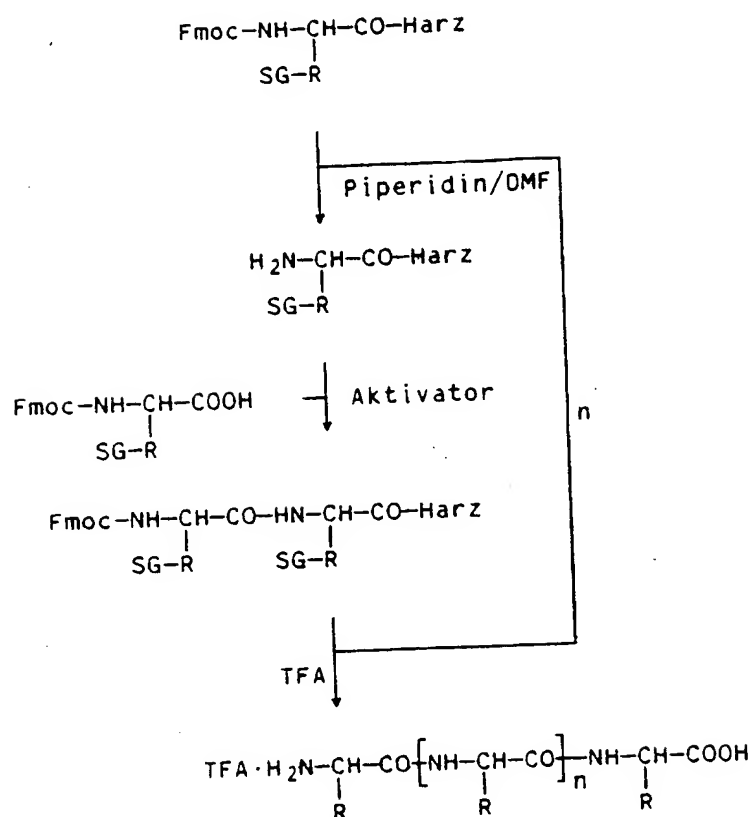 Fmoc-NH-CH-CO-Harz
SG-R
Piperidin/DMF
H2N-CH-CO-Harz
SG-R
Fmoc-NH-CH-COOH
Aktivator
n
SG-R
Fmoc-NH-CH-CO-HN-CH-CO-Harz
SG-R SG-R
TFA
TFA·H2N-CH-CO[NH-CH-CO]n-NH-CH-COOH
R R R